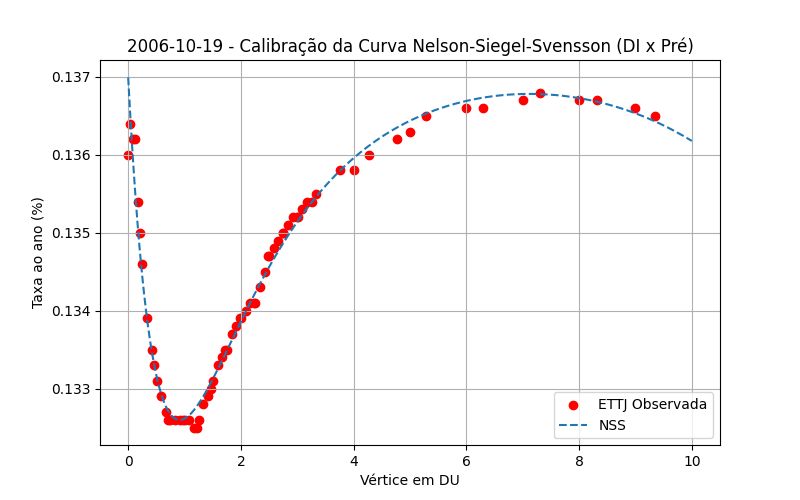 2006-10-19 - Calibração da Curva Nelson-Siegel-Svensson (DI x Pré)
Taxa ao ano (%)
0.137
0.136
0.135
0.134
0.133
0
2
4
6
8
10
Vértice em DU
ETTJ Observada
NSS